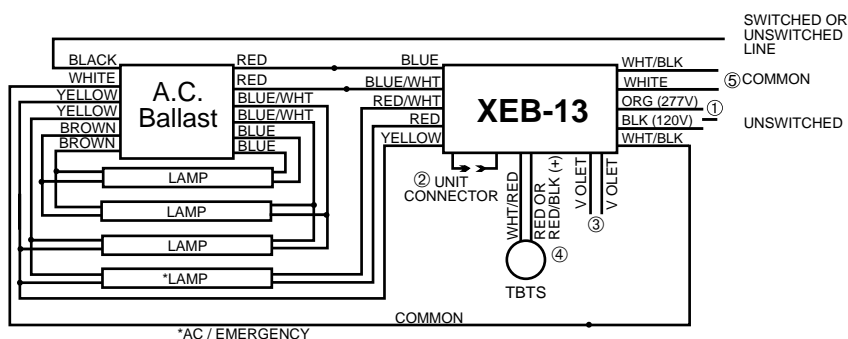 SWITCHED OR
UNSWITCHED
LINE
BLACK
WHITE
YELLOW
YELLOW
BROWN
BROWN
A.C.
Ballast
RED
RED
BLUE/WHT
BLUE/WHT
BLUE
BLUE
BLUE
BLUE/WHT
RED/WHT
RED
YELLOW
XEB-13
WHT/BLK
WHITE
ORG (277V)
BLK (120V)
WHT/BLK
⑤ COMMON
①
UNSWITCHED
② UNIT
CONNECTOR
WHT/RED
RED OR
RED/BLK (+)
V OLET
V OLET
③
④
TBTS
LAMP
LAMP
LAMP
*LAMP
COMMON
*AC / EMERGENCY